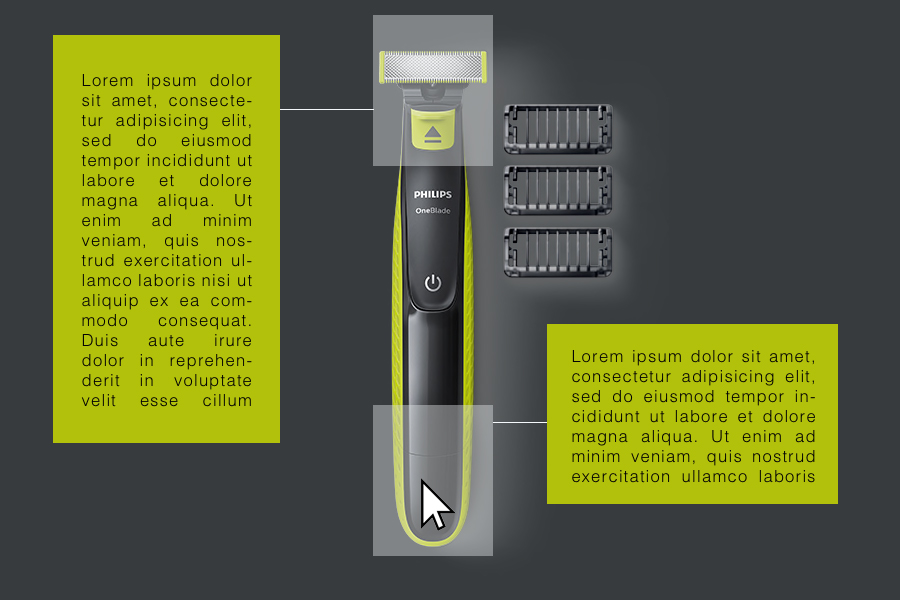 Lorem ipsum dolor
sit amet, consecte-
tur adipisicing elit,
sed do eiusmod
tempor incididunt ut
labore et dolore
magna aliqua. Ut
enim ad minim
veniam, quis nos-
trud exercitation ul-
lamco laboris nisi ut
aliquip ex ea com-
modo consequat.
Duis aute irure
dolor in reprehen-
derit in voluptate
velit esse cillum
PHILIPS
OneBlade
Lorem ipsum dolor sit amet,
consectetur adipisicing elit,
sed do eiusmod tempor in-
cididunt ut labore et dolore
magna aliqua. Ut enim ad
minim veniam, quis nostrud
exercitation ullamco laboris